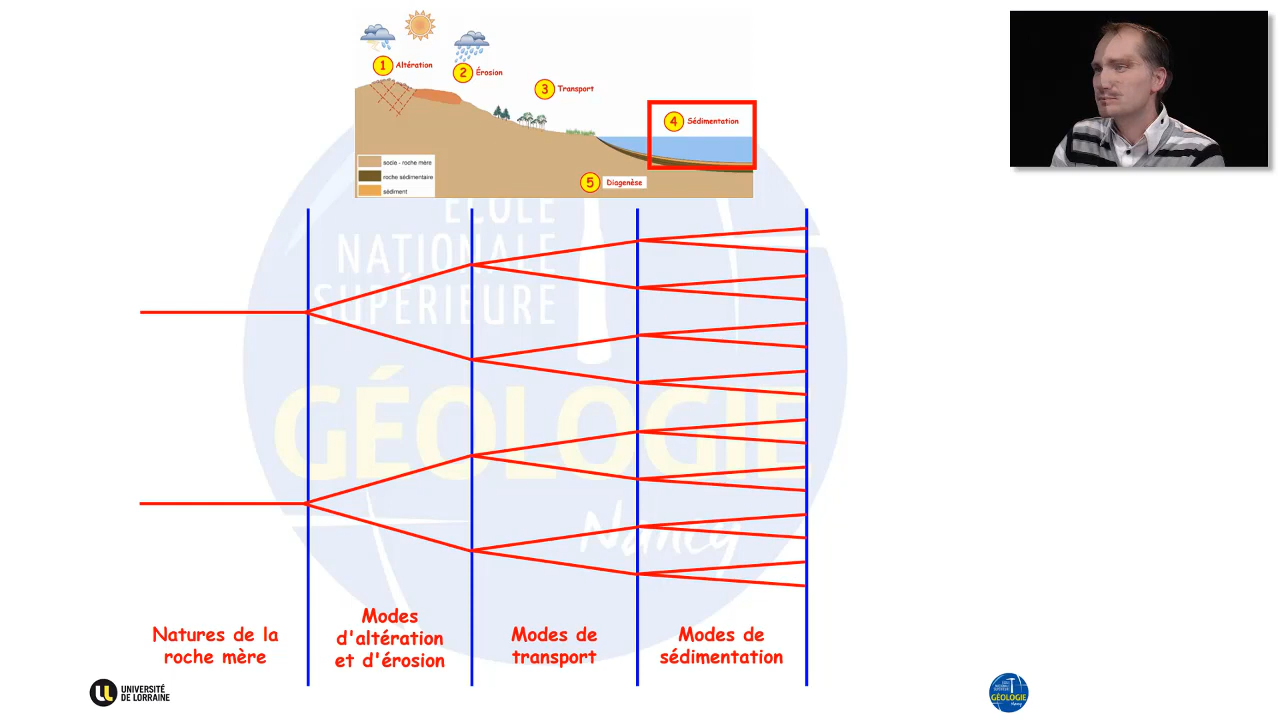 1 Altération
2 Érosion
3 Transport
4 Sédimentation
socle - roche mère
roche sédimentaire
sédiment
5 Diagenèse
ÉCOLE
NATIONALE
SUPÉRIEURE
GÉOLOGIE
Nancy
Natures de la
roche mère
Modes
d'altération
et d'érosion
Modes de
transport
Modes de
sédimentation
UNIVERSITÉ
DE LORRAINE
GÉOLOGIE
Nancy